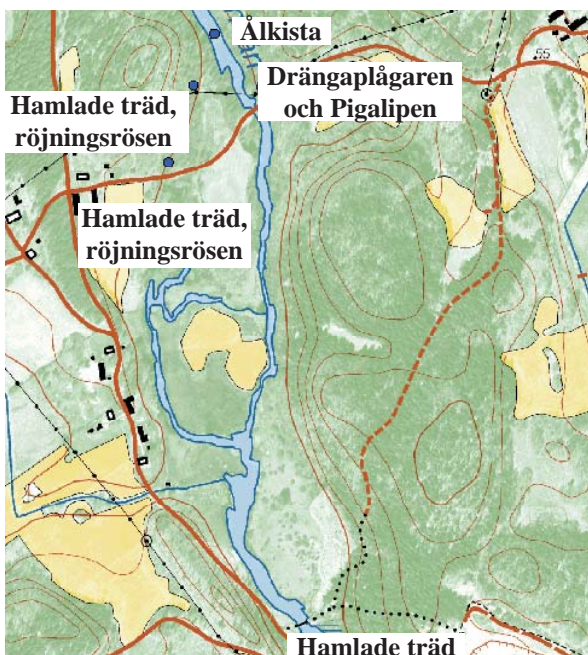 Ålkista
Drängaplågaren
och Pigalipen
Hamlade träd,
röjningsrösen
55
Hamlade träd,
röjningsrösen
Hamlade träd